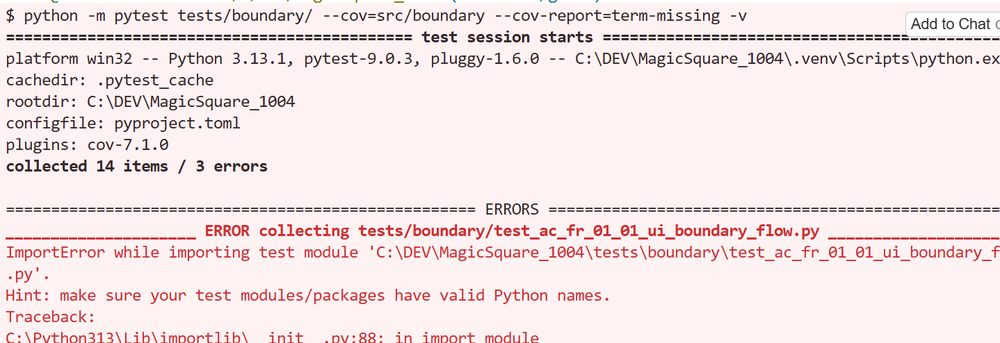 $ python -m pytest tests/boundary/ --cov=src/boundary --cov-report=term-missing -v
Add to Chat
============================================= test session starts ============================================
platform win32 -- Python 3.13.1, pytest-9.0.3, pluggy-1.6.0 -- C:\DEV\MagicSquare_1004\.venv\Scripts\python.ex
cachedir: .pytest_cache
rootdir: C:\DEV\MagicSquare_1004
configfile: pyproject.toml
plugins: cov-7.1.0
collected 14 items / 3 errors
==================================================== ERRORS ==================================================
_____________________ ERROR collecting tests/boundary/test_ac_fr_01_01_ui_boundary_flow.py ___________________
ImportError while importing test module 'C:\DEV\MagicSquare_1004\tests\boundary\test_ac_fr_01_01_ui_boundary_f
.py'.
Hint: make sure your test modules/packages have valid Python names.
Traceback:
C:\Python313\Lib\importlib\__init__.py:88: in import_module